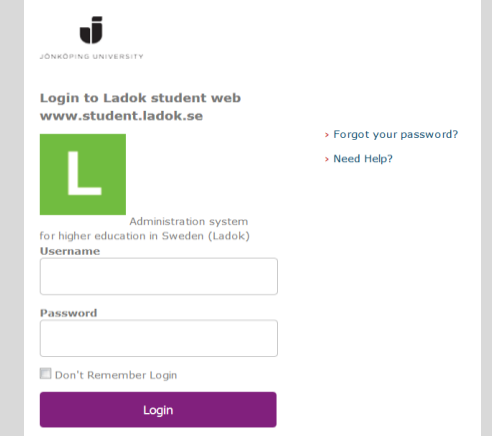 JÖNKÖPING UNIVERSITY
Login to Ladok student web
www.student.ladok.se
L
Administration system
for higher education in Sweden (Ladok)
Username
Password
Don't Remember Login
Login
› Forgot your password?
› Need Help?